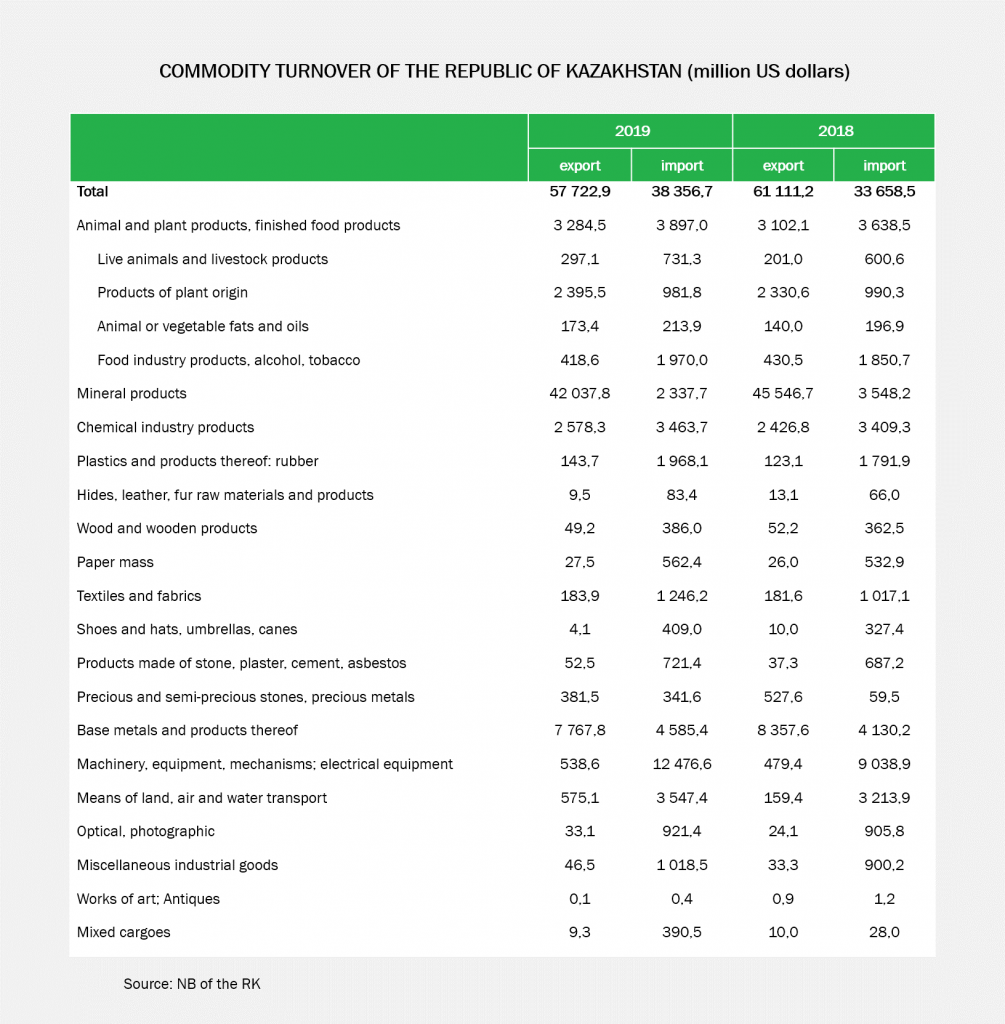 COMMODITY TURNOVER OF THE REPUBLIC OF KAZAKHSTAN (million US dollars)
2019 2018
export import export import
Total 57 722,9 38 356,7 61 111,2 33 658,5
Animal and plant products, finished food products 3 284,5 3 897,0 3 102,1 3 638,5
Live animals and livestock products 297,1 731,3 201,0 600,6
Products of plant origin 2 395,5 981,8 2 330,6 990,3
Animal or vegetable fats and oils 173,4 213,9 140,0 196,9
Food industry products, alcohol, tobacco 418,6 1 970,0 430,5 1 850,7
Mineral products 42 037,8 2 337,7 45 546,7 3 548,2
Chemical industry products 2 578,3 3 463,7 2 426,8 3 409,3
Plastics and products thereof: rubber 143,7 1 968,1 123,1 1 791,9
Hides, leather, fur raw materials and products 9,5 83,4 13,1 66,0
Wood and wooden products 49,2 386,0 52,2 362,5
Paper mass 27,5 562,4 26,0 532,9
Textiles and fabrics 183,9 1 246,2 181,6 1 017,1
Shoes and hats, umbrellas, canes 4,1 409,0 10,0 327,4
Products made of stone, plaster, cement, asbestos 52,5 721,4 37,3 687,2
Precious and semi-precious stones, precious metals 381,5 341,6 527,6 59,5
Base metals and products thereof 7 767,8 4 585,4 8 357,6 4 130,2
Machinery, equipment, mechanisms; electrical equipment 538,6 12 476,6 479,4 9 038,9
Means of land, air and water transport 575,1 3 547,4 159,4 3 213,9
Optical, photographic 33,1 921,4 24,1 905,8
Miscellaneous industrial goods 46,5 1 018,5 33,3 900,2
Works of art; Antiques 0,1 0,4 0,9 1,2
Mixed cargoes 9,3 390,5 10,0 28,0
Source: NB of the RK